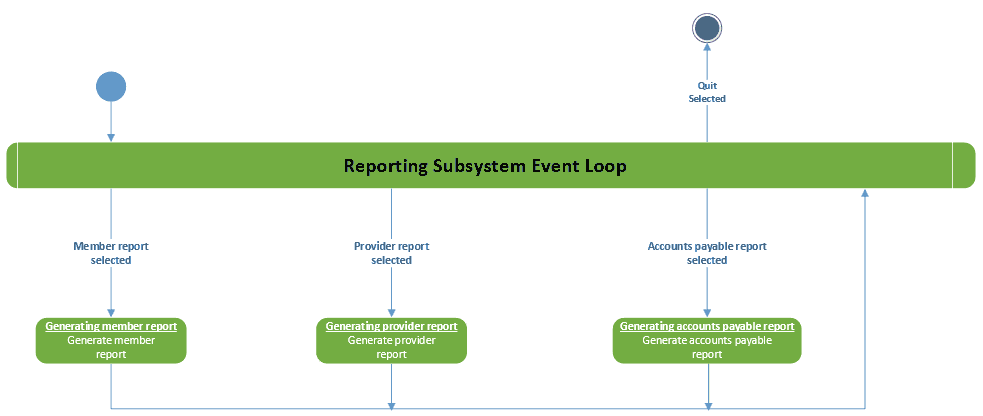 Quit
Selected
Reporting Subsystem Event Loop
Member report
selected
Provider report
selected
Accounts payable report
selected
Generating member report
Generate member
report
Generating provider report
Generate provider
report
Generating accounts payable report
Generate accounts payable
report